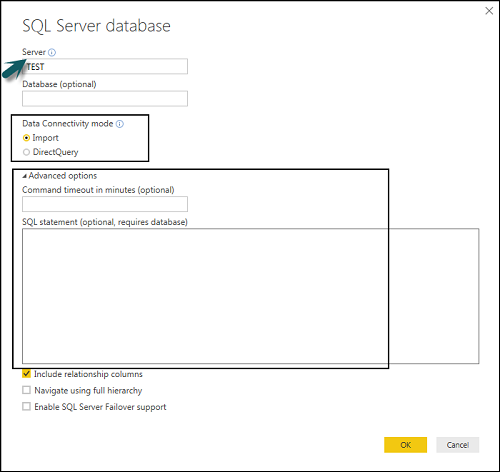 SQL Server database
Server
TEST
Database (optional)
Data Connectivity mode
Import
DirectQuery
Advanced options
Command timeout in minutes (optional)
SQL statement (optional, requires database)
Include relationship columns
Navigate using full hierarchy
Enable SQL Server Failover support
OK Cancel